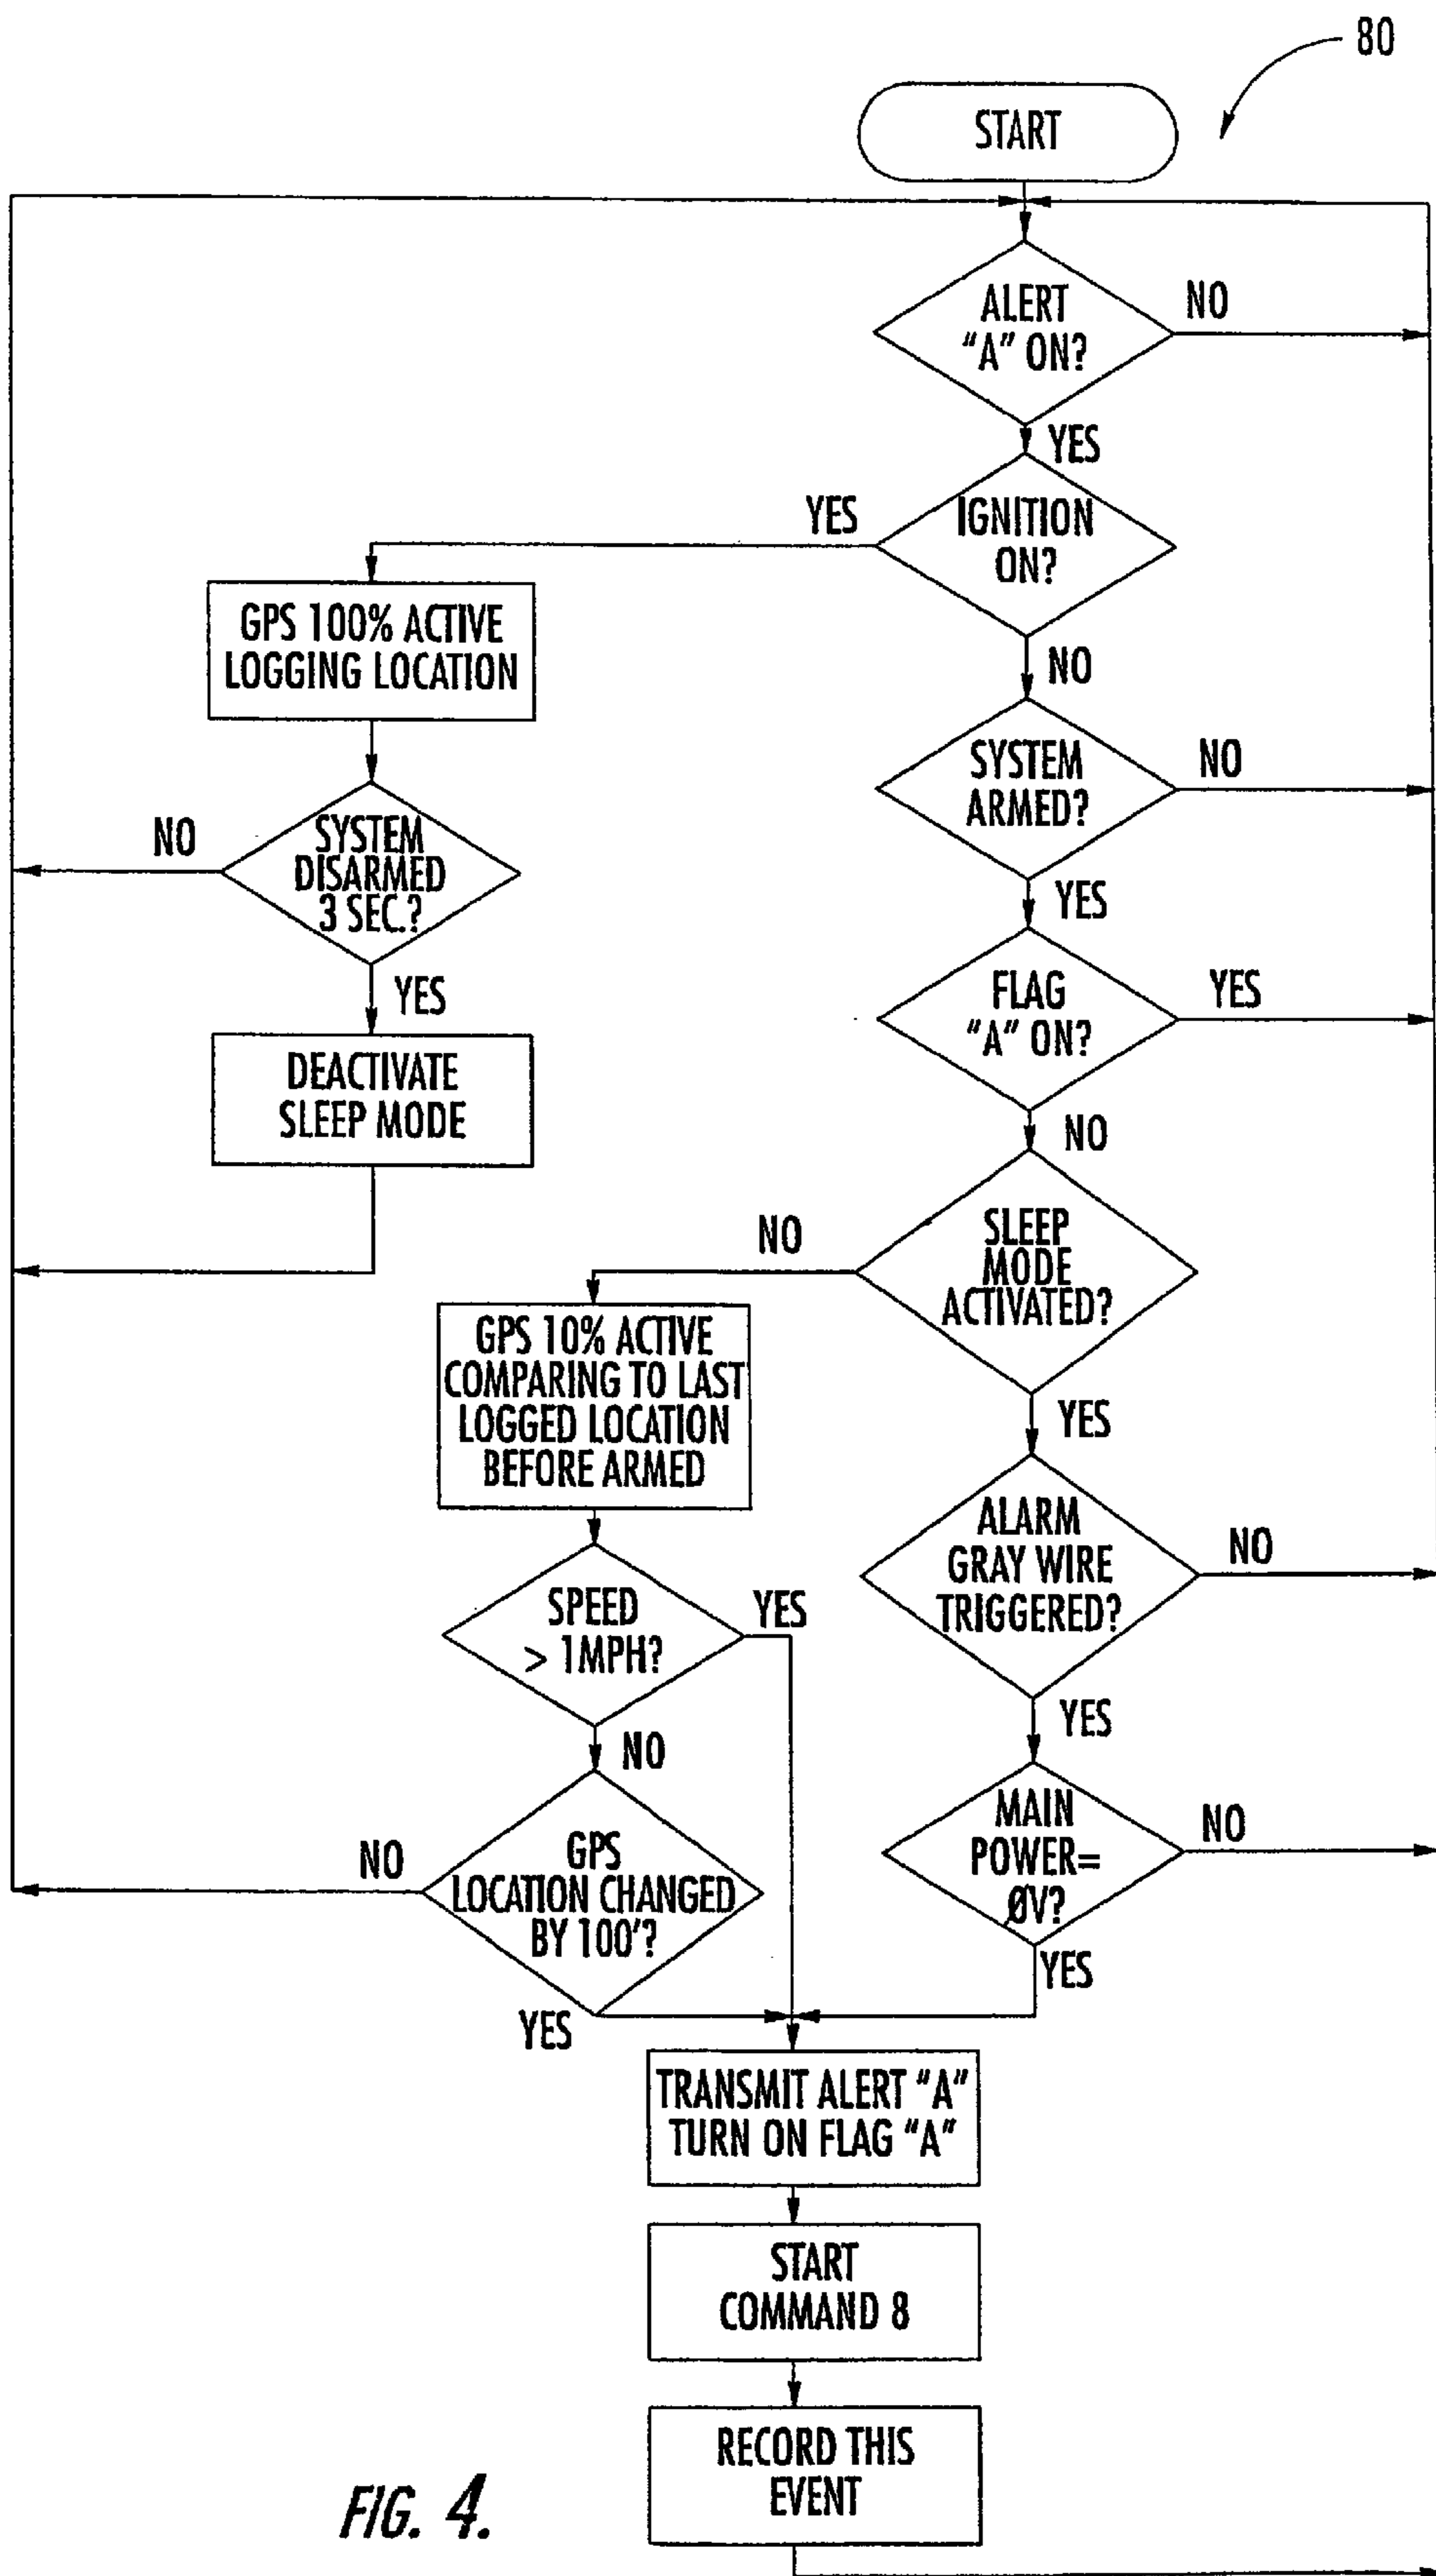 80
START
ALERT
"A" ON?
NO
YES
IGNITION
ON?
YES
NO
GPS 100% ACTIVE
LOGGING LOCATION
SYSTEM
DISARMED
3 SEC.?
NO
YES
DEACTIVATE
SLEEP MODE
SYSTEM
ARMED?
NO
YES
FLAG
"A" ON?
YES
NO
SLEEP
MODE
ACTIVATED?
NO
YES
GPS 10% ACTIVE
COMPARING TO LAST
LOGGED LOCATION
BEFORE ARMED
SPEED
> 1MPH?
YES
NO
GPS
LOCATION CHANGED
BY 100'?
NO
YES
ALARM
GRAY WIRE
TRIGGERED?
NO
YES
MAIN
POWER=
ØV?
NO
YES
TRANSMIT ALERT "A"
TURN ON FLAG "A"
START
COMMAND 8
RECORD THIS
EVENT
FIG. 4.